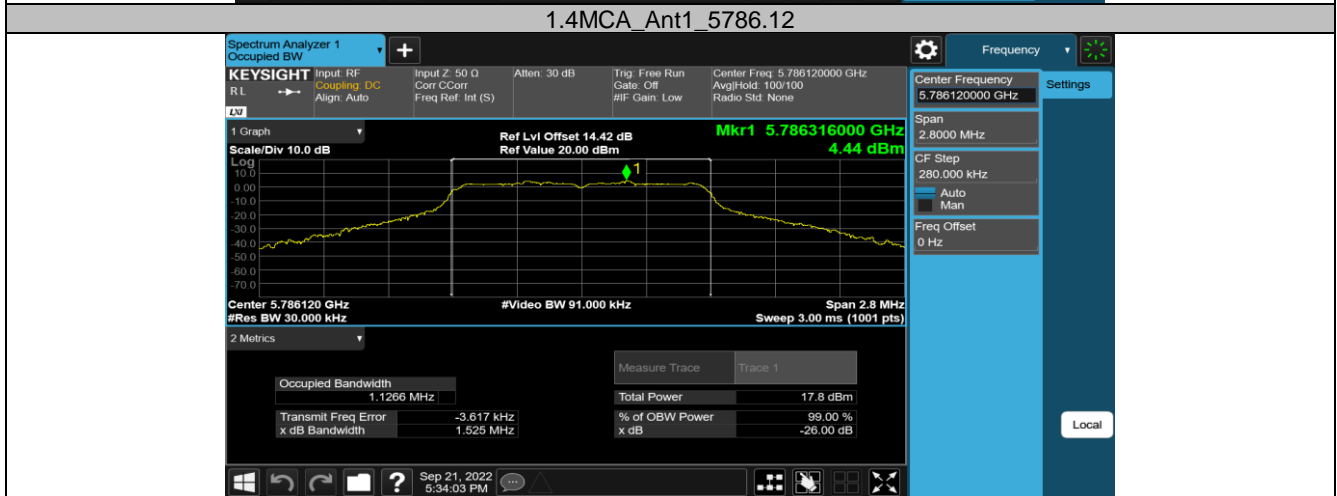 1.4MCA_Ant1_5786.12
Spectrum Analyzer 1
Occupied BW
+
Frequency
KEYSIGHT Input: RF Input Z: 50 Ω Atten: 30 dB Trig: Free Run Center Freq: 5.786120000 GHz
RL Coupling: DC Corr CCorr Gate: Off Avg|Hold: 100/100
Align: Auto Freq Ref: Int (S) #IF Gain: Low Radio Std: None
LXI
Center Frequency
5.786120000 GHz
Settings
Span
2.8000 MHz
CF Step
280.000 kHz
Auto
Man
Freq Offset
0 Hz
1 Graph Ref Lvl Offset 14.42 dB Mkr1 5.786316000 GHz
Scale/Div 10.0 dB Ref Value 20.00 dBm 4.44 dBm
Log
10.0
1
0.00
-10.0
-20.0
-30.0
-40.0
-50.0
-60.0
-70.0
Center 5.786120 GHz #Video BW 91.000 kHz Span 2.8 MHz
#Res BW 30.000 kHz Sweep 3.00 ms (1001 pts)
2 Metrics
Measure Trace Trace 1
Occupied Bandwidth
1.1266 MHz Total Power 17.8 dBm
Transmit Freq Error -3.617 kHz % of OBW Power 99.00 %
x dB Bandwidth 1.525 MHz x dB -26.00 dB
Local
? Sep 21, 2022
5:34:03 PM